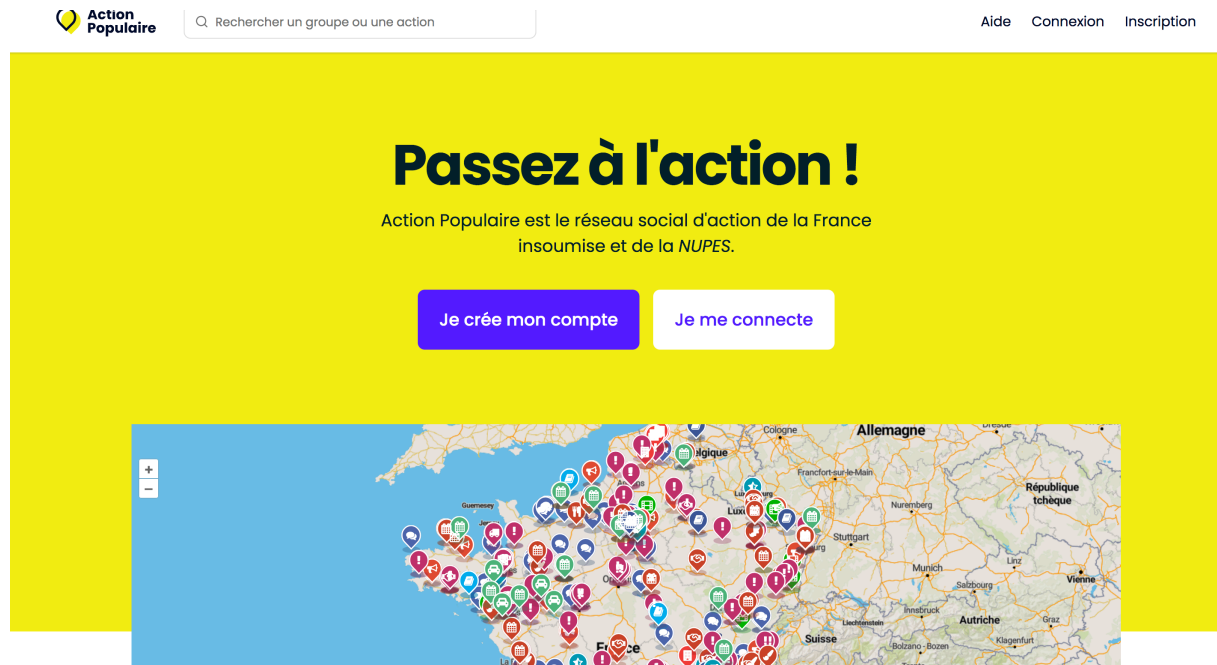 Action
Populaire
Rechercher un groupe ou une action
Aide Connexion Inscription
Passez à l'action !
Action Populaire est le réseau social d'action de la France
insoumise et de la NUPES.
Je crée mon compte
Je me connecte
+
−
Cologne
Allemagne
Francfort-sur-le-Main
République
tchèque
Guernesey
Nuremberg
Stuttgart
Munich
Linz
Vienne
Salzbourg
Innsbruck
Liechtenstein
Autriche
Graz
Suisse
Bolzano - Bozen
Klagenfurt